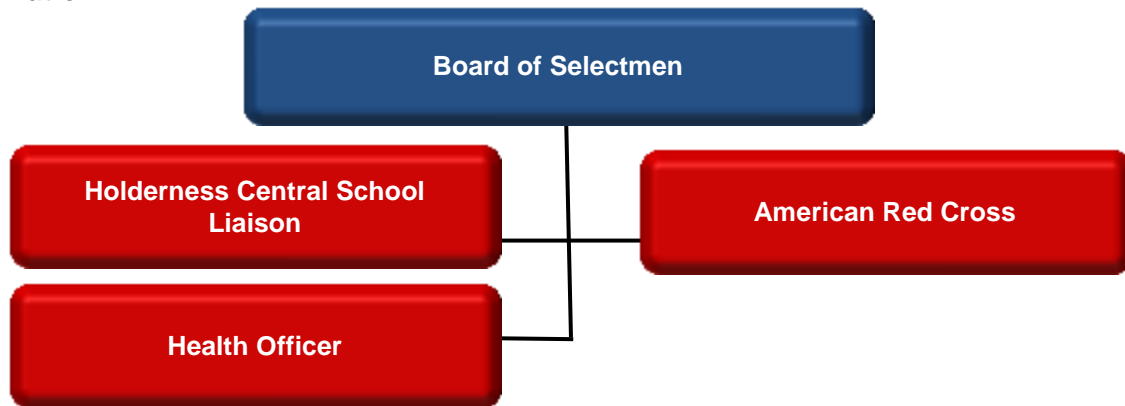 Board of Selectmen
Holderness Central School
Liaison
American Red Cross
Health Officer